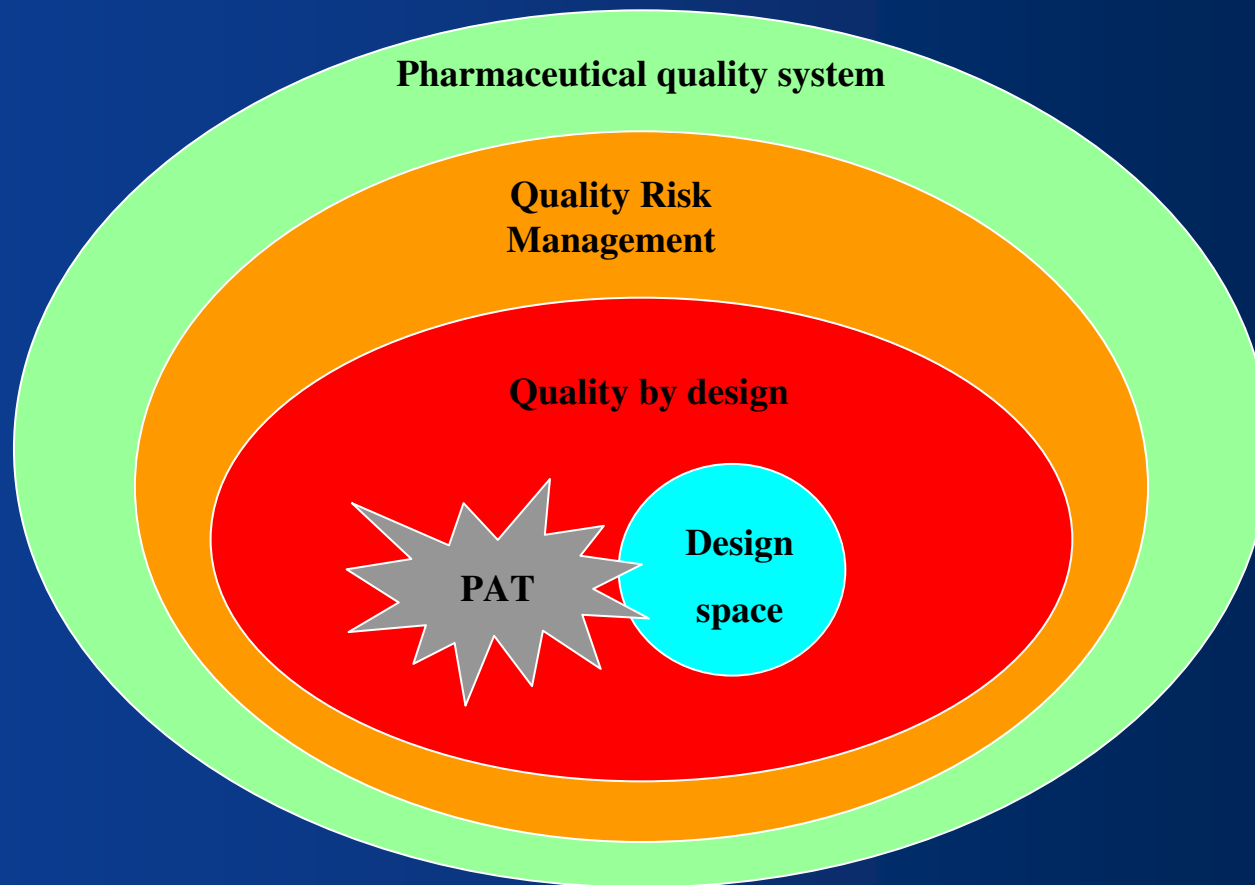 Pharmaceutical quality system
Quality Risk
Management
Quality by design
Design
PAT
space